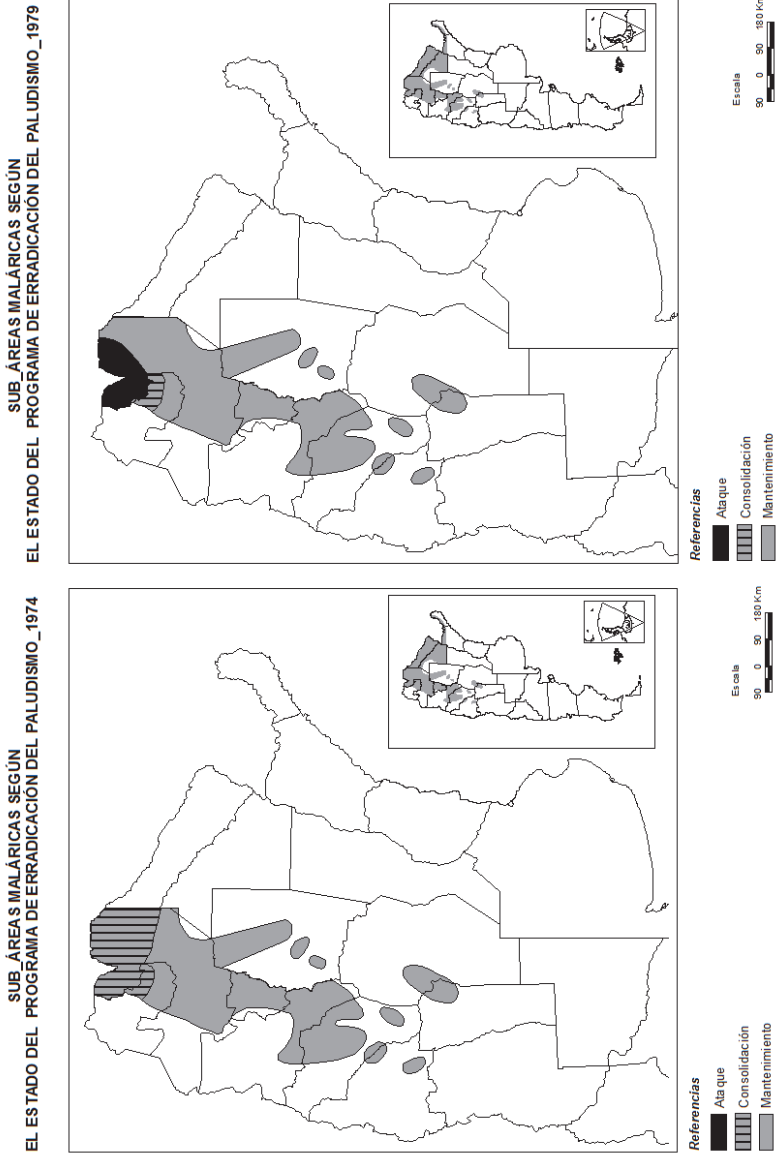 SUB_ÁREAS MALÁRICAS SEGÚN
EL ESTADO DEL PROGRAMA DE ERRADICACIÓN DEL PALUDISMO_1974
Referencias
Ataque
Consolidación
Mantenimiento
Escala
90 0 90 180 Km
SUB_ÁREAS MALÁRICAS SEGÚN
EL ESTADO DEL PROGRAMA DE ERRADICACIÓN DEL PALUDISMO_1979
Referencias
Ataque
Consolidación
Mantenimiento
Escala
90 0 90 180 Km